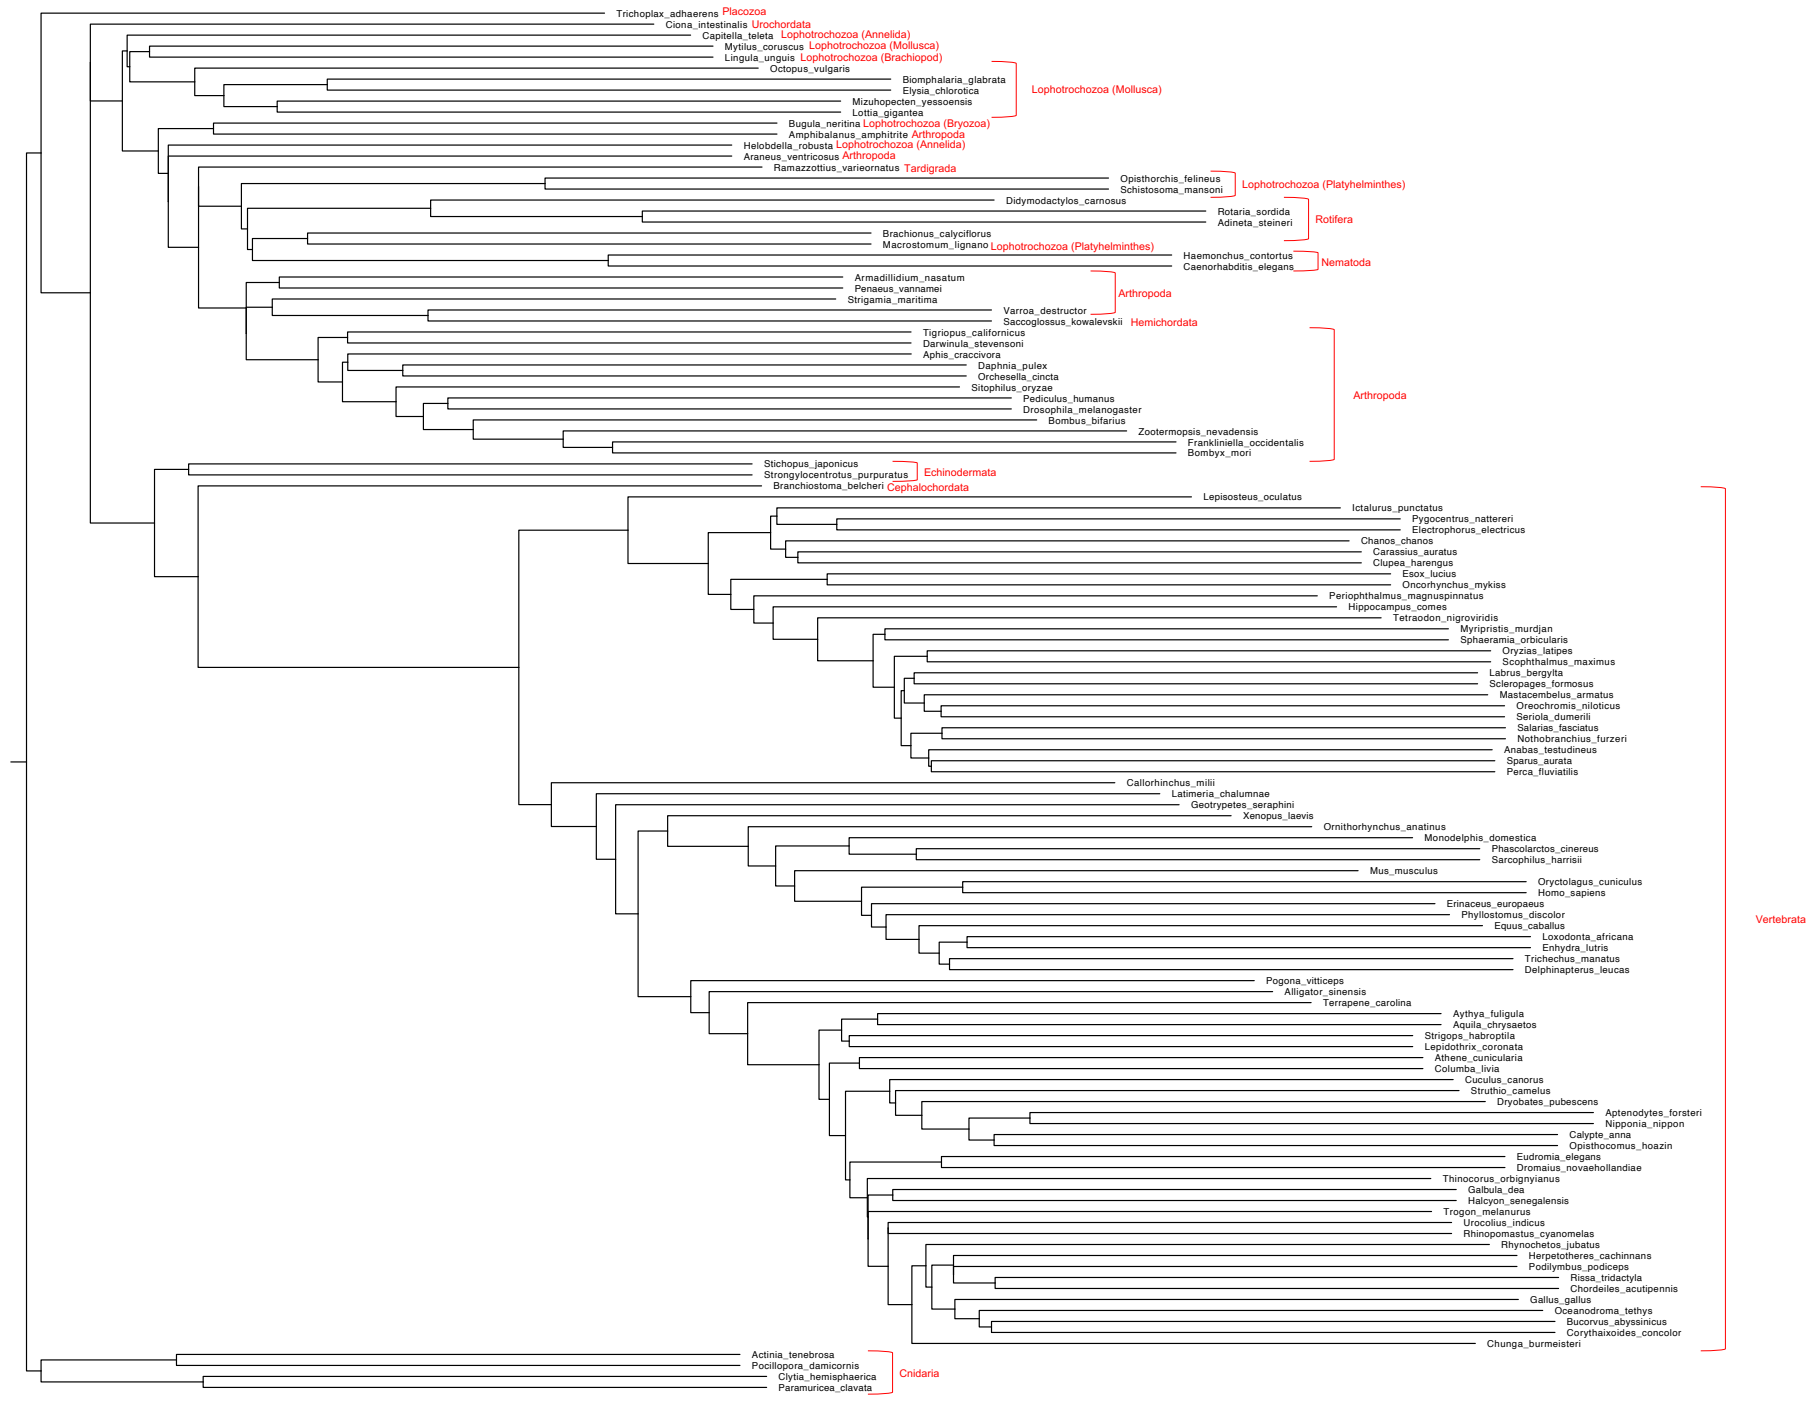 Trichoplax_adhaerens Placozoa
Ciona_intestinalis Urochordata
Capitella_teleta Lophotrochozoa (Annelida)
Mytilus_coruscus Lophotrochozoa (Mollusca)
Lingula_unguis Lophotrochozoa (Brachiopod)
Octopus_vulgaris
Biomphalaria_glabrata
Elysia_chlorotica
Lophotrochozoa (Mollusca)
Mizuhopecten_yessoensis
Lottia_gigantea
Bugula_neritina Lophotrochozoa (Bryozoa)
Amphibalanus_amphitrite Arthropoda
Helobdella_robusta Lophotrochozoa (Annelida)
Araneus_ventricosus Arthropoda
Ramazzottius_varieornatus Tardigrada
Opisthorchis_felineus
Lophotrochozoa (Platyhelminthes)
Schistosoma_mansoni
Didymodactylos_carnosus
Rotaria_sordida
Rotifera
Adineta_steineri
Brachionus_calyciflorus
Macrostomum_lignano Lophotrochozoa (Platyhelminthes)
Haemonchus_contortus
Nematoda
Caenorhabditis_elegans
Armadillidium_nasatum
Penaeus_vannamei
Arthropoda
Strigamia_maritima
Varroa_destructor
Saccoglossus_kowalevskii Hemichordata
Tigriopus_californicus
Darwinula_stevensoni
Aphis_craccivora
Daphnia_pulex
Orchesella_cincta
Sitophilus_oryzae
Arthropoda
Pediculus_humanus
Drosophila_melanogaster
Bombus_bifarius
Zootermopsis_nevadensis
Frankliniella_occidentalis
Bombyx_mori
Stichopus_japonicus
Echinodermata
Strongylocentrotus_purpuratus
Branchiostoma_belcheri Cephalochordata
Lepisosteus_oculatus
Ictalurus_punctatus
Pygocentrus_nattereri
Electrophorus_electricus
Chanos_chanos
Carassius_auratus
Clupea_harengus
Esox_lucius
Oncorhynchus_mykiss
Periophthalmus_magnuspinnatus
Hippocampus_comes
Tetraodon_nigroviridis
Myripristis_murdjan
Sphaeramia_orbicularis
Oryzias_latipes
Scophthalmus_maximus
Labrus_bergylta
Scleropages_formosus
Mastacembelus_armatus
Oreochromis_niloticus
Seriola_dumerili
Salarias_fasciatus
Nothobranchius_furzeri
Anabas_testudineus
Sparus_aurata
Perca_fluviatilis
Callorhinchus_milii
Latimeria_chalumnae
Geotrypetes_seraphini
Xenopus_laevis
Ornithorhynchus_anatinus
Monodelphis_domestica
Phascolarctos_cinereus
Sarcophilus_harrisii
Mus_musculus
Oryctolagus_cuniculus
Homo_sapiens
Erinaceus_europaeus
Phyllostomus_discolor
Vertebrata
Equus_caballus
Loxodonta_africana
Enhydra_lutris
Trichechus_manatus
Delphinapterus_leucas
Pogona_vitticeps
Alligator_sinensis
Terrapene_carolina
Aythya_fuligula
Aquila_chrysaetos
Strigops_habroptila
Lepidothrix_coronata
Athene_cunicularia
Columba_livia
Cuculus_canorus
Struthio_camelus
Dryobates_pubescens
Aptenodytes_forsteri
Nipponia_nippon
Calypte_anna
Opisthocomus_hoazin
Eudromia_elegans
Dromaius_novaehollandiae
Thinocorus_orbignyianus
Galbula_dea
Halcyon_senegalensis
Trogon_melanurus
Urocolius_indicus
Rhinopomastus_cyanomelas
Rhynochetos_jubatus
Herpetotheres_cachinnans
Podilymbus_podiceps
Rissa_tridactyla
Chordeiles_acutipennis
Gallus_gallus
Oceanodroma_tethys
Bucorvus_abyssinicus
Corythaixoides_concolor
Chunga_burmeisteri
Actinia_tenebrosa
Pocillopora_damicornis
Cnidaria
Clytia_hemisphaerica
Paramuricea_clavata